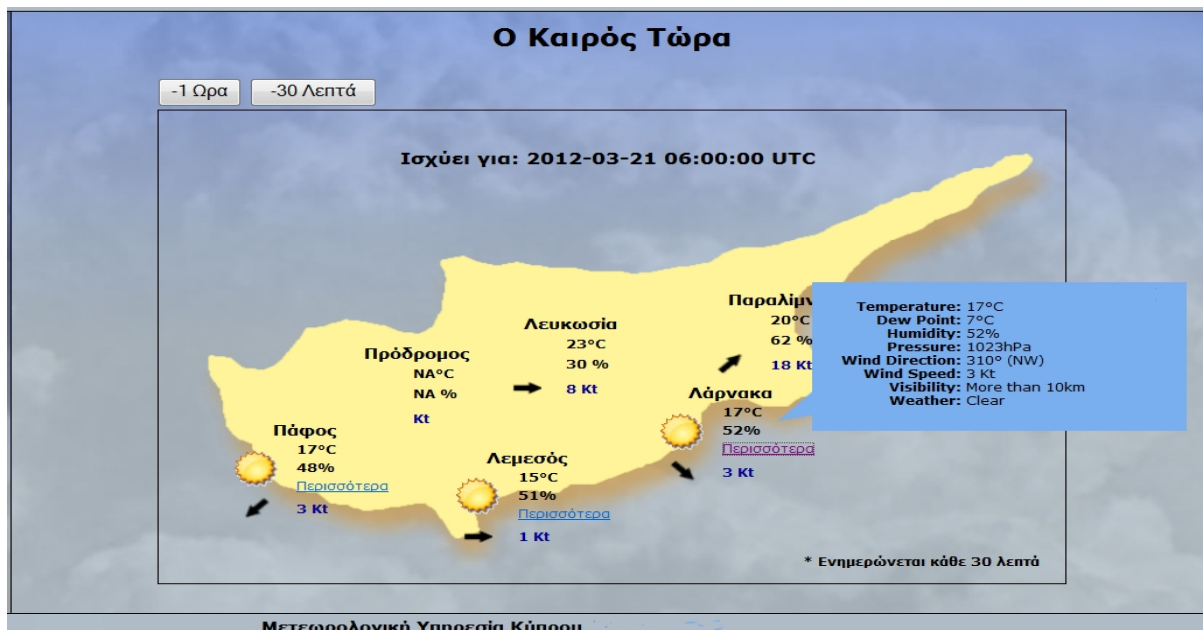 Ο Καιρός Τώρα
-1 Ωρα
-30 Λεπτά
Ισχύει για: 2012-03-21 06:00:00 UTC
20°C
62 %
18 Kt
Λευκωσία
23°C
30 %
8 Kt
Πρόδρομος
NA°C
NA %
Kt
Λάρνακα
17°C
52%
Περισσότερα
3 Kt
Temperature: 17°C
Dew Point: 7°C
Humidity: 52%
Pressure: 1023hPa
Wind Direction: 310° (NW)
Wind Speed: 3 Kt
Visibility: More than 10km
Weather: Clear
Πάφος
17°C
48%
Περισσότερα
3 Kt
Λεμεσός
15°C
51%
Περισσότερα
1 Kt
* Ενημερώνεται κάθε 30 λεπτά
Μετεωρολογική Υπηρεσία Κύπρου